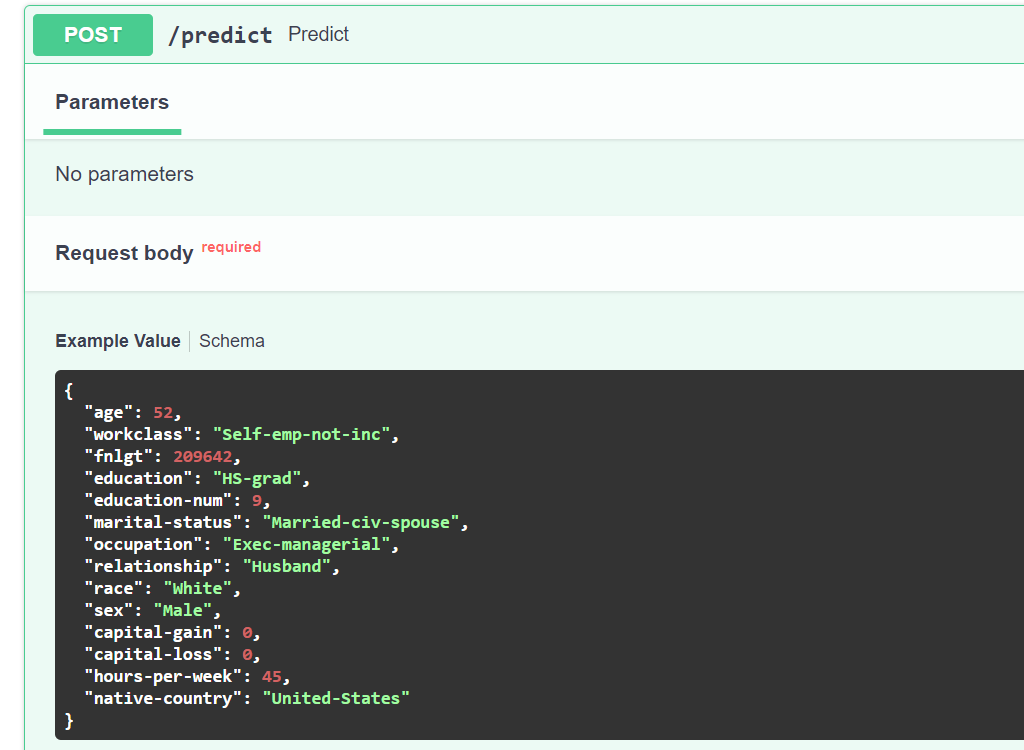 POST /predict Predict
Parameters
No parameters
Request body required
Example Value Schema
{
  "age": 52,
  "workclass": "Self-emp-not-inc",
  "fnlgt": 209642,
  "education": "HS-grad",
  "education-num": 9,
  "marital-status": "Married-civ-spouse",
  "occupation": "Exec-managerial",
  "relationship": "Husband",
  "race": "White",
  "sex": "Male",
  "capital-gain": 0,
  "capital-loss": 0,
  "hours-per-week": 45,
  "native-country": "United-States"
}